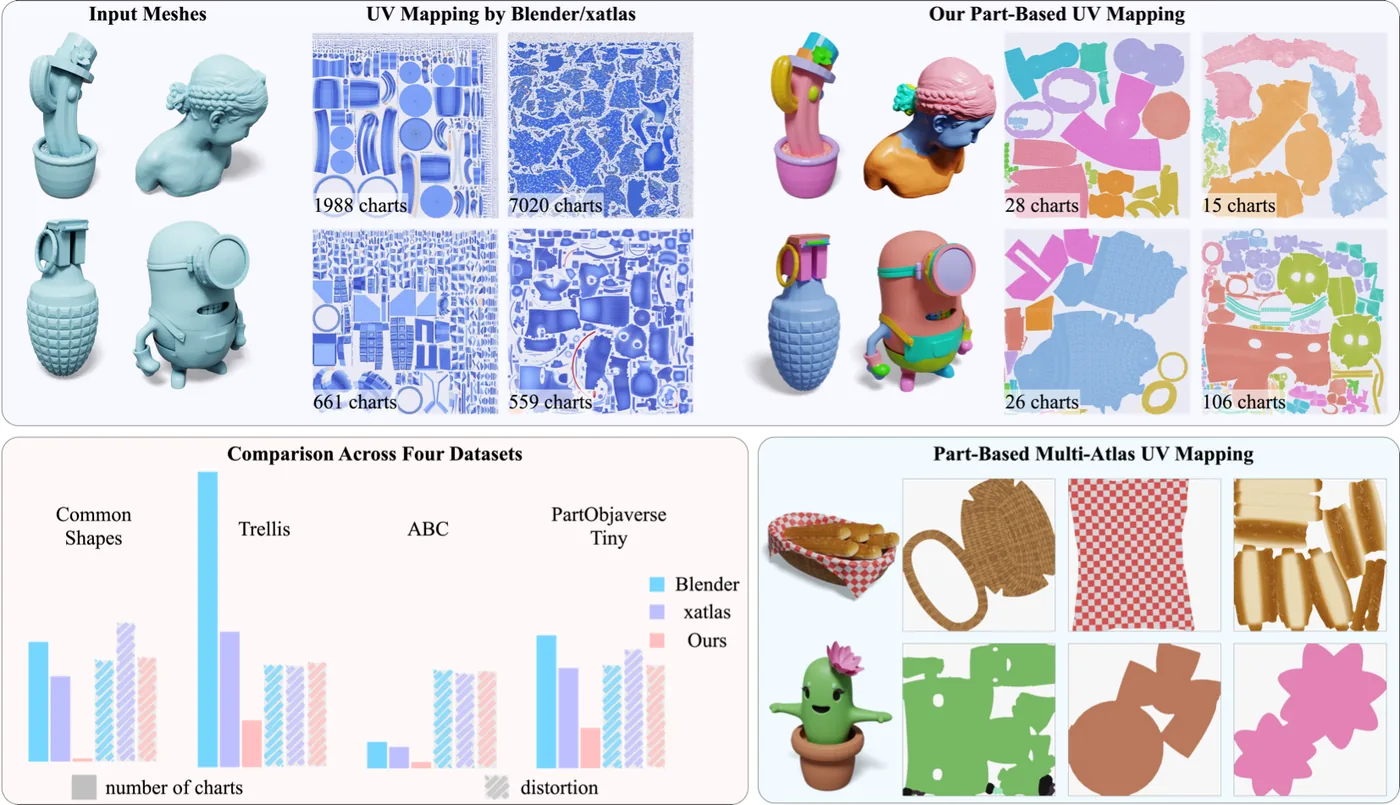 Input Meshes
UV Mapping by Blender/xatlas
Our Part-Based UV Mapping
1988 charts
7020 charts
28 charts
15 charts
661 charts
559 charts
26 charts
106 charts
Comparison Across Four Datasets
Common
Shapes
Trellis
ABC
PartObjaverse
Tiny
Blender
xatlas
Ours
number of charts
distortion
Part-Based Multi-Atlas UV Mapping